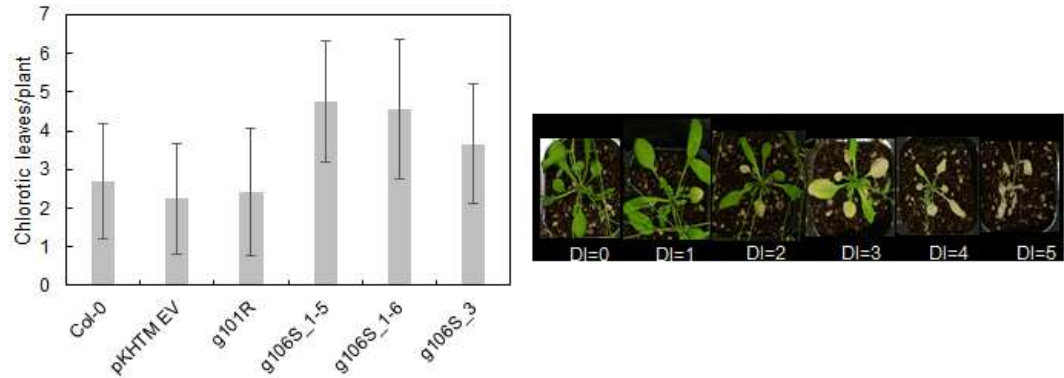 7
6
5
4
3
2
1
0
Chlorotic leaves/plant
Col-0
pKHTM EV
g101R
g106S_1-5
g106S_1-6
g106S_3
DI=0
DI=1
DI=2
DI=3
DI=4
DI=5